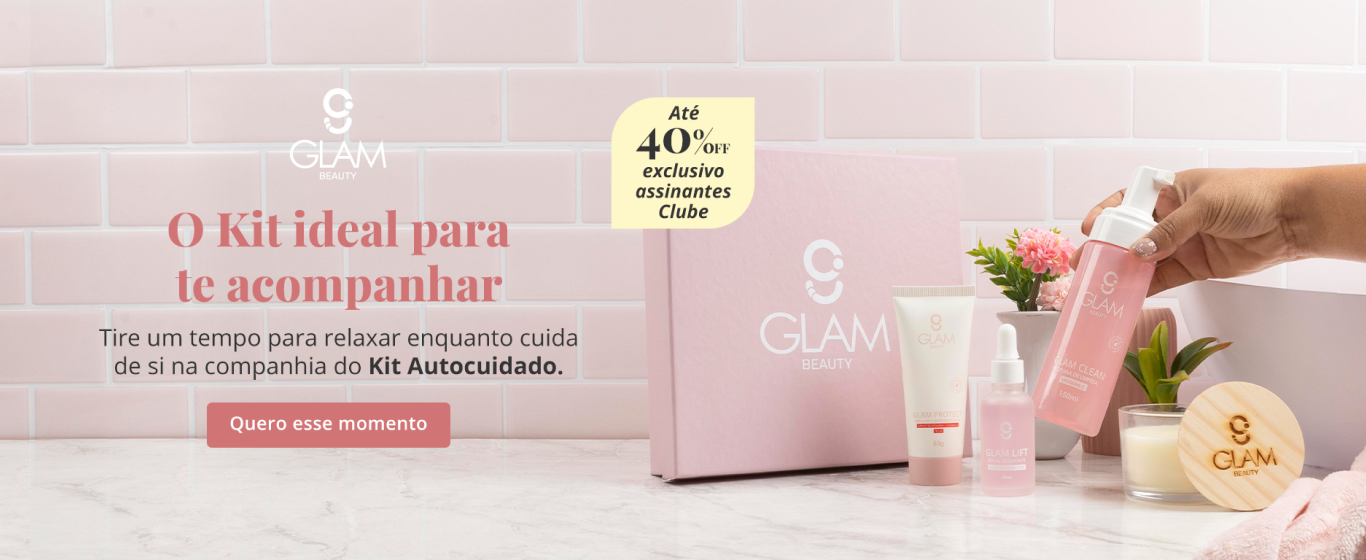 GLAM
BEAUTY
O Kit ideal para
te acompanhar
Tire um tempo para relaxar enquanto cuida
de si na companhia do Kit Autocuidado.
Quero esse momento
Até
40%OFF
exclusivo
assinantes
Clube
GLAM
BEAUTY
GLAM
BEAUTY
GLAM PROTECT
GLAM LIFT
GLAM
BEAUTY
GLAM CLEAN
GLAM
BEAUTY